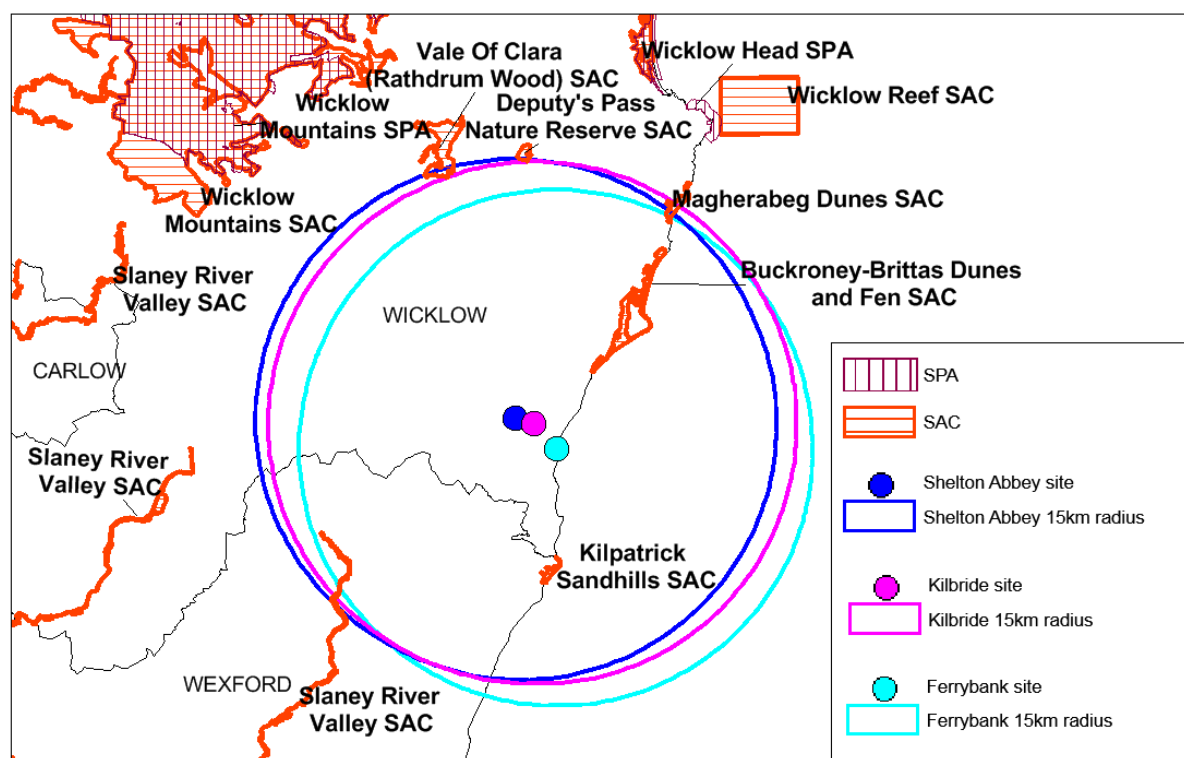 Vale Of Clara
(Rathdrum Wood) SAC
Wicklow Head SPA
Wicklow Reef SAC
Wicklow
Mountains SPA
Deputy's Pass
Nature Reserve SAC
Wicklow
Mountains SAC
Magherabeg Dunes SAC
Slaney River
Valley SAC
Buckroney-Brittas Dunes
and Fen SAC
WICKLOW
CARLOW
Slaney River
Valley SAC
Kilpatrick
Sandhills SAC
WEXFORD
Slaney River
Valley SAC
SPA
SAC
Shelton Abbey site
Shelton Abbey 15km radius
Kilbride site
Kilbride 15km radius
Ferrybank site
Ferrybank 15km radius